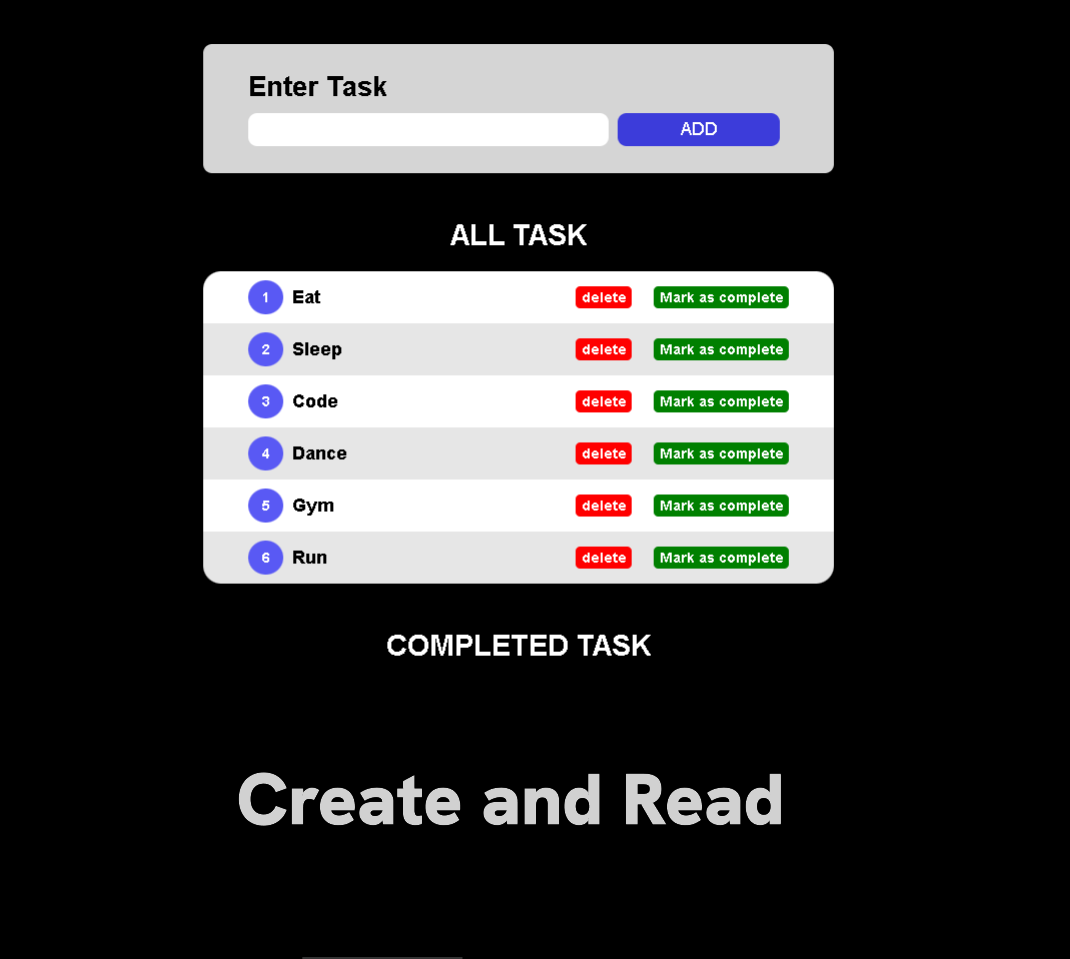 Enter Task
ADD
ALL TASK
1 Eat delete Mark as complete
2 Sleep delete Mark as complete
3 Code delete Mark as complete
4 Dance delete Mark as complete
5 Gym delete Mark as complete
6 Run delete Mark as complete
COMPLETED TASK
Create and Read